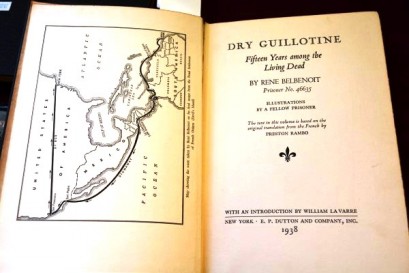 UNITED STATES
OF AMERICA
MEXICO
ATLANTIC
OCEAN
SOUTH AMERICA
PACIFIC
OCEAN
DRY GUILLOTINE
Fifteen Years among the
Living Dead
BY RENE BELBENOIT
Prisoner No. 46635
ILLUSTRATIONS
BY A FELLOW PRISONER
The text in this volume is based on the
original translation from the French by
PRESTON RAMBO
WITH AN INTRODUCTION BY WILLIAM LA VARRE
NEW YORK · E. P. DUTTON AND COMPANY, INC.
1938